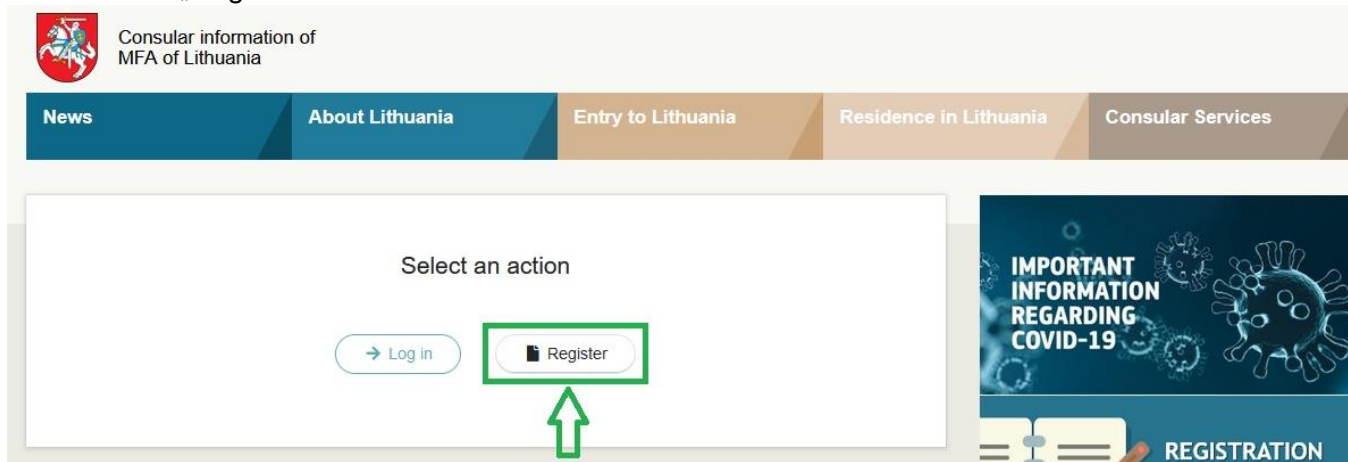 Consular information of
MFA of Lithuania
News
About Lithuania
Entry to Lithuania
Residence in Lithuania
Consular Services
Select an action
Log in
Register
IMPORTANT
INFORMATION
REGARDING
COVID-19
REGISTRATION